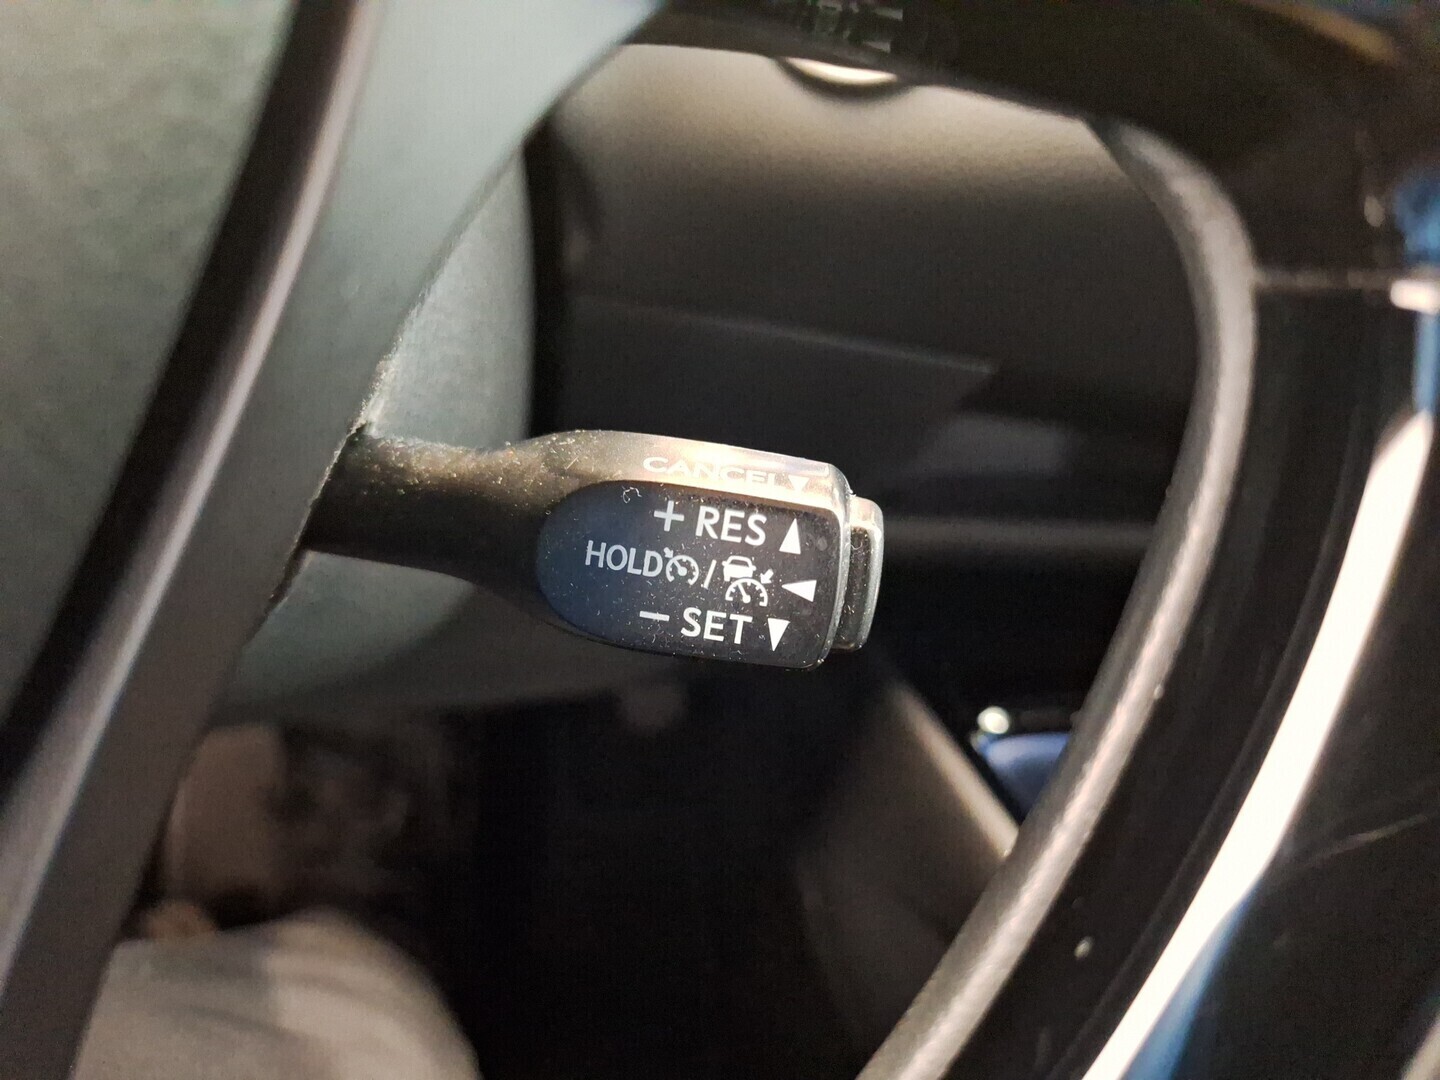 CANCEL ▼
+ RES ▲
HOLD / ◀
− SET ▼